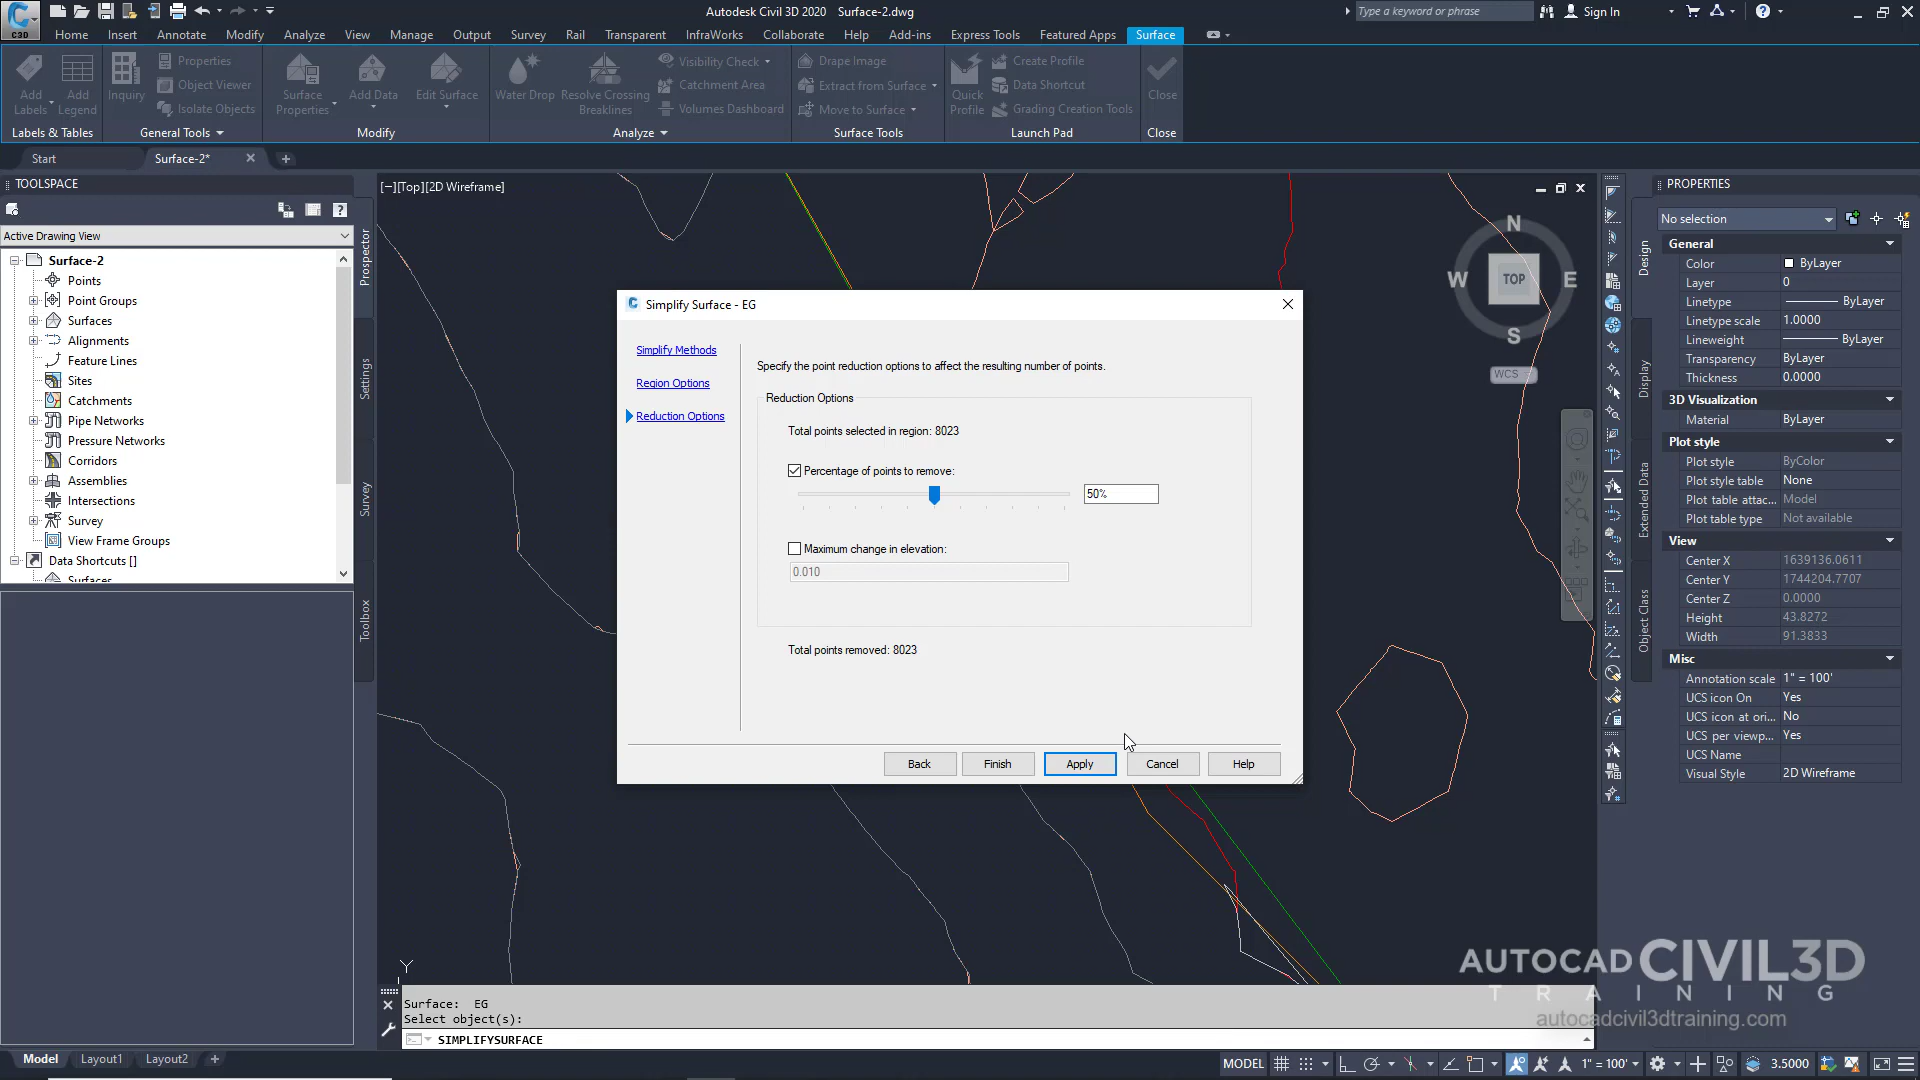 C3D
Autodesk Civil 3D 2020 Surface-2.dwg
Type a keyword or phrase
Sign In
Home Insert Annotate Modify Analyze View Manage Output Survey Rail Transparent InfraWorks Collaborate Help Add-ins Express Tools Featured Apps Surface
Add Labels
Add Legend
Labels & Tables
Inquiry
Properties
Object Viewer
Isolate Objects
General Tools
Surface Properties
Add Data
Edit Surface
Modify
Water Drop
Resolve Crossing Breaklines
Visibility Check
Catchment Area
Volumes Dashboard
Analyze
Drape Image
Extract from Surface
Move to Surface
Surface Tools
Quick Profile
Create Profile
Data Shortcut
Grading Creation Tools
Launch Pad
Close
Close
Start
Surface-2*
TOOLSPACE
Active Drawing View
Surface-2
Points
Point Groups
Surfaces
Alignments
Feature Lines
Sites
Catchments
Pipe Networks
Pressure Networks
Corridors
Assemblies
Intersections
Survey
View Frame Groups
Data Shortcuts []
Surfaces
Prospector
Settings
Survey
Toolbox
[−][Top][2D Wireframe]
N
W
TOP
E
S
WCS
Simplify Surface - EG
Simplify Methods
Region Options
Reduction Options
Specify the point reduction options to affect the resulting number of points.
Reduction Options
Total points selected in region: 8023
Percentage of points to remove:
50%
Maximum change in elevation:
0.010
Total points removed: 8023
Back
Finish
Apply
Cancel
Help
Y
Surface: EG
Select object(s):
SIMPLIFYSURFACE
PROPERTIES
No selection
Design
Display
Extended Data
Object Class
General
Color ByLayer
Layer 0
Linetype ByLayer
Linetype scale 1.0000
Lineweight ByLayer
Transparency ByLayer
Thickness 0.0000
3D Visualization
Material ByLayer
Plot style
Plot style ByColor
Plot style table None
Plot table attac... Model
Plot table type Not available
View
Center X 1639136.0611
Center Y 1744204.7707
Center Z 0.0000
Height 43.8272
Width 91.3833
Misc
Annotation scale 1" = 100'
UCS icon On Yes
UCS icon at ori... No
UCS per viewp... Yes
UCS Name
Visual Style 2D Wireframe
AUTOCAD CIVIL3D
TRAINING
autocadcivil3dtraining.com
Model
Layout1
Layout2
MODEL
1" = 100'
3.5000